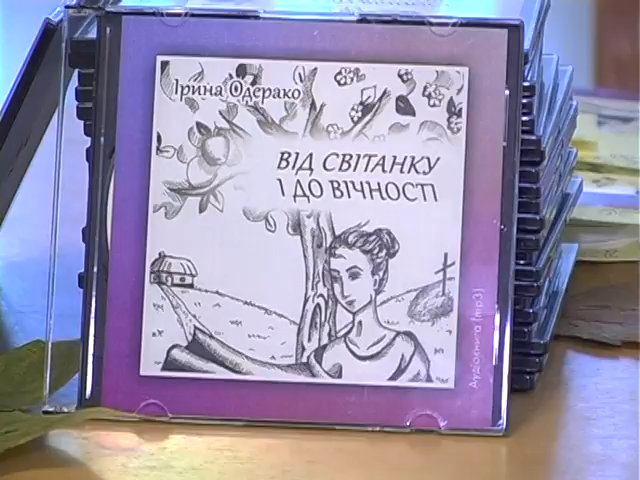 Ірина Одерако
ВІД СВІТАНКУ
І ДО ВІЧНОСТІ
Аудіокнига (mp3)